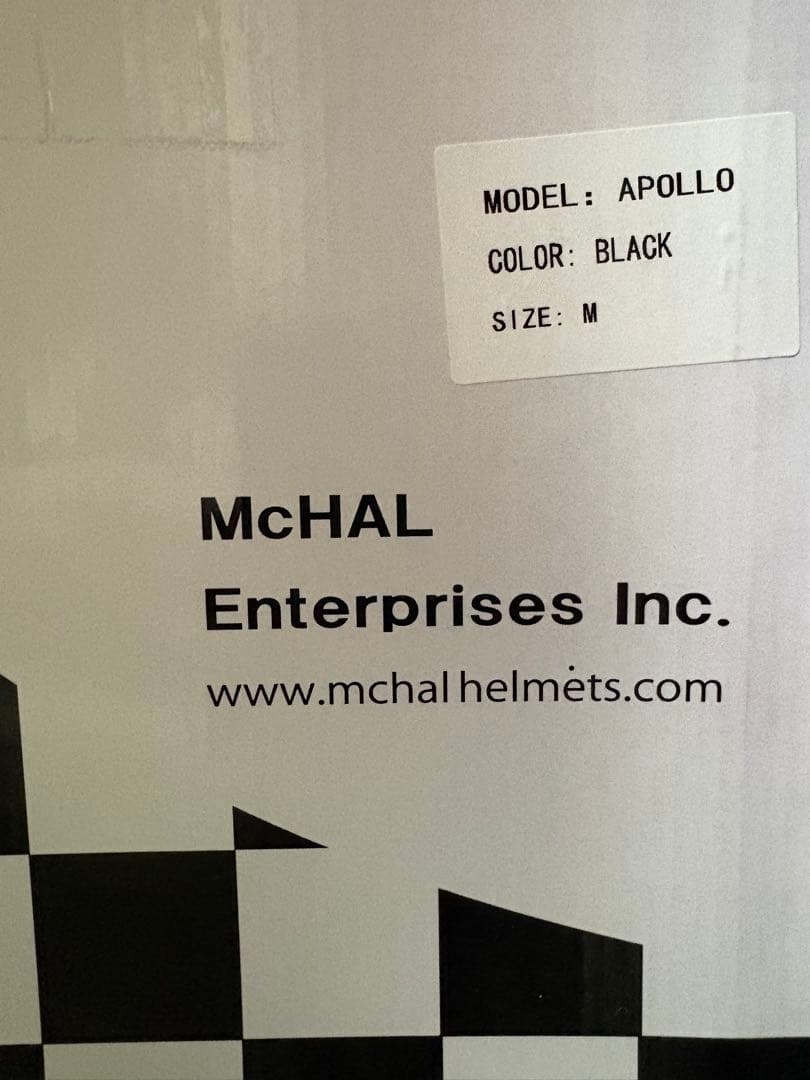 MODEL: APOLLO
COLOR: BLACK
SIZE: M
McHAL
Enterprises Inc.
www.mchalhelmets.com